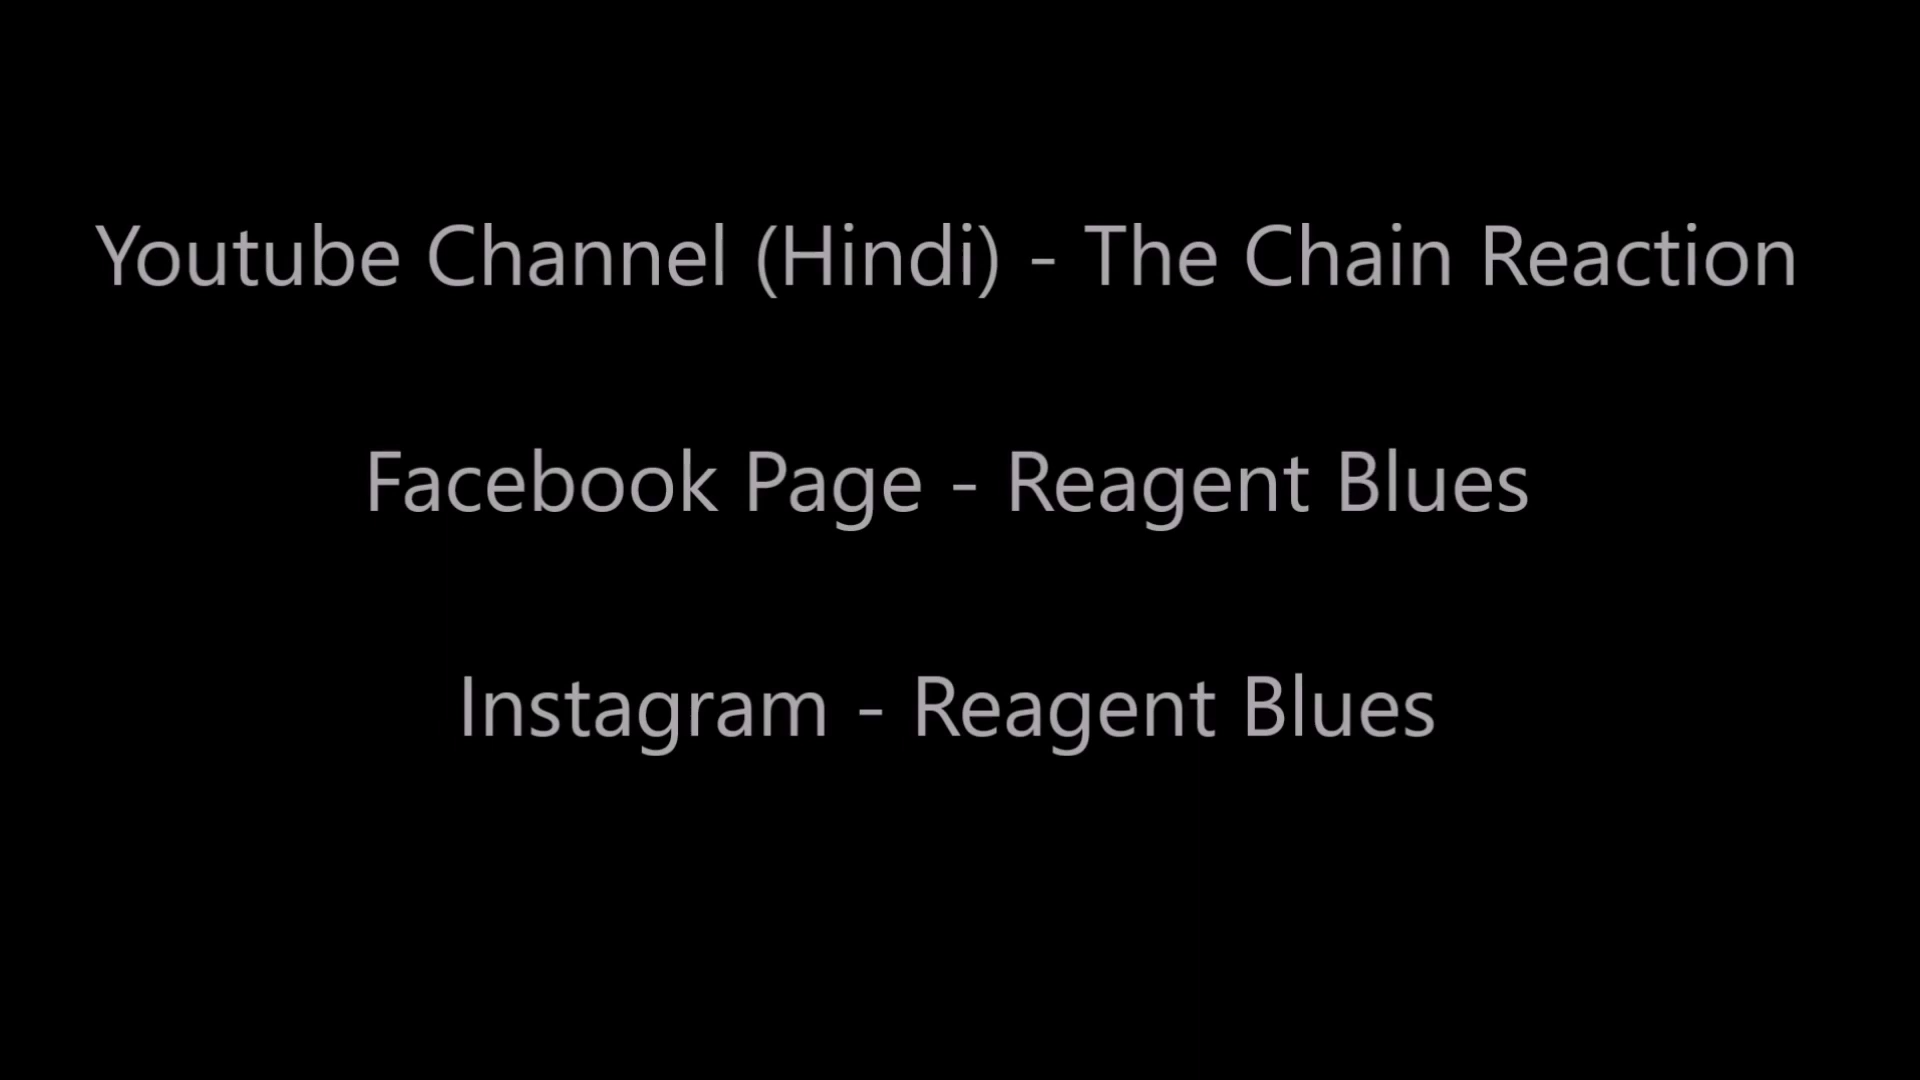 Youtube Channel (Hindi) - The Chain Reaction
Facebook Page - Reagent Blues
Instagram - Reagent Blues